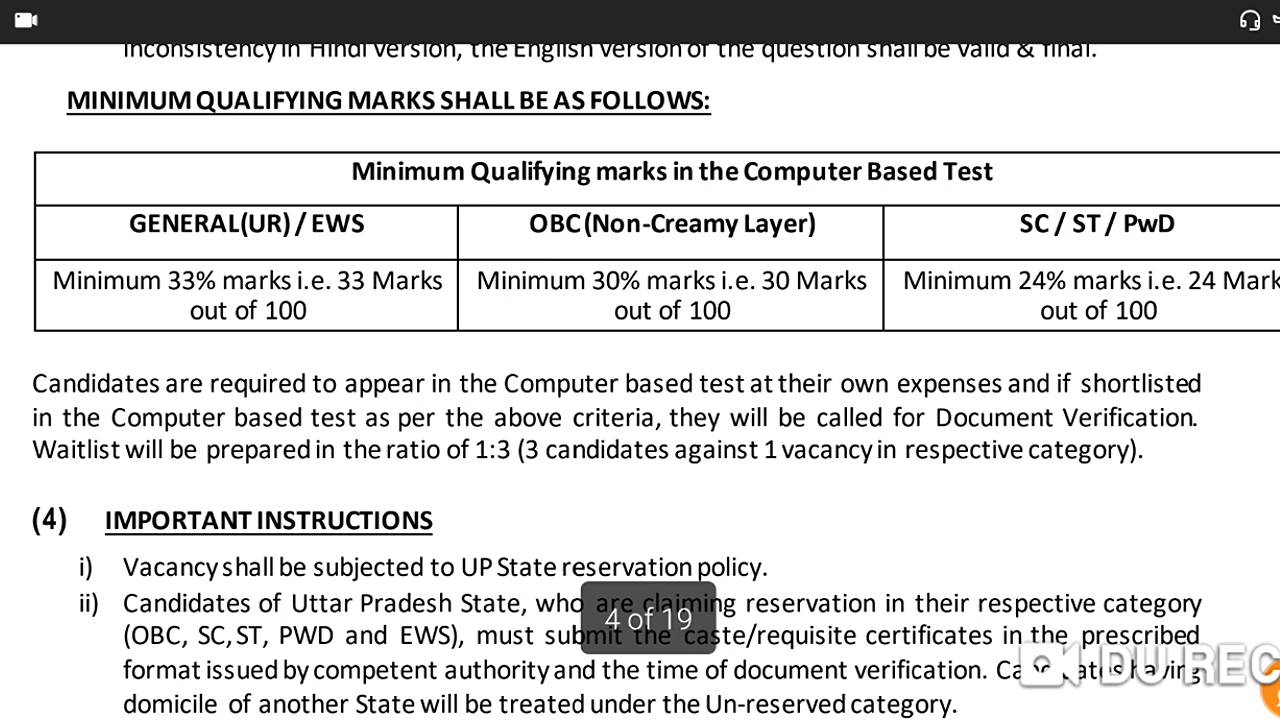 inconsistency in Hindi version, the English version of the question shall be valid & final.
MINIMUM QUALIFYING MARKS SHALL BE AS FOLLOWS:
Minimum Qualifying marks in the Computer Based Test
GENERAL(UR) / EWS OBC (Non-Creamy Layer) SC / ST / PwD
Minimum 33% marks i.e. 33 Marks Minimum 30% marks i.e. 30 Marks Minimum 24% marks i.e. 24 Mark
out of 100 out of 100 out of 100
Candidates are required to appear in the Computer based test at their own expenses and if shortlisted
in the Computer based test as per the above criteria, they will be called for Document Verification.
Waitlist will be prepared in the ratio of 1:3 (3 candidates against 1 vacancy in respective category).
(4) IMPORTANT INSTRUCTIONS
i) Vacancy shall be subjected to UP State reservation policy.
ii) Candidates of Uttar Pradesh State, who are claiming reservation in their respective category
4 of 19
(OBC, SC, ST, PWD and EWS), must submit the caste/requisite certificates in the prescribed
format issued by competent authority and the time of document verification. Candidates having
DU REC
domicile of another State will be treated under the Un-reserved category.